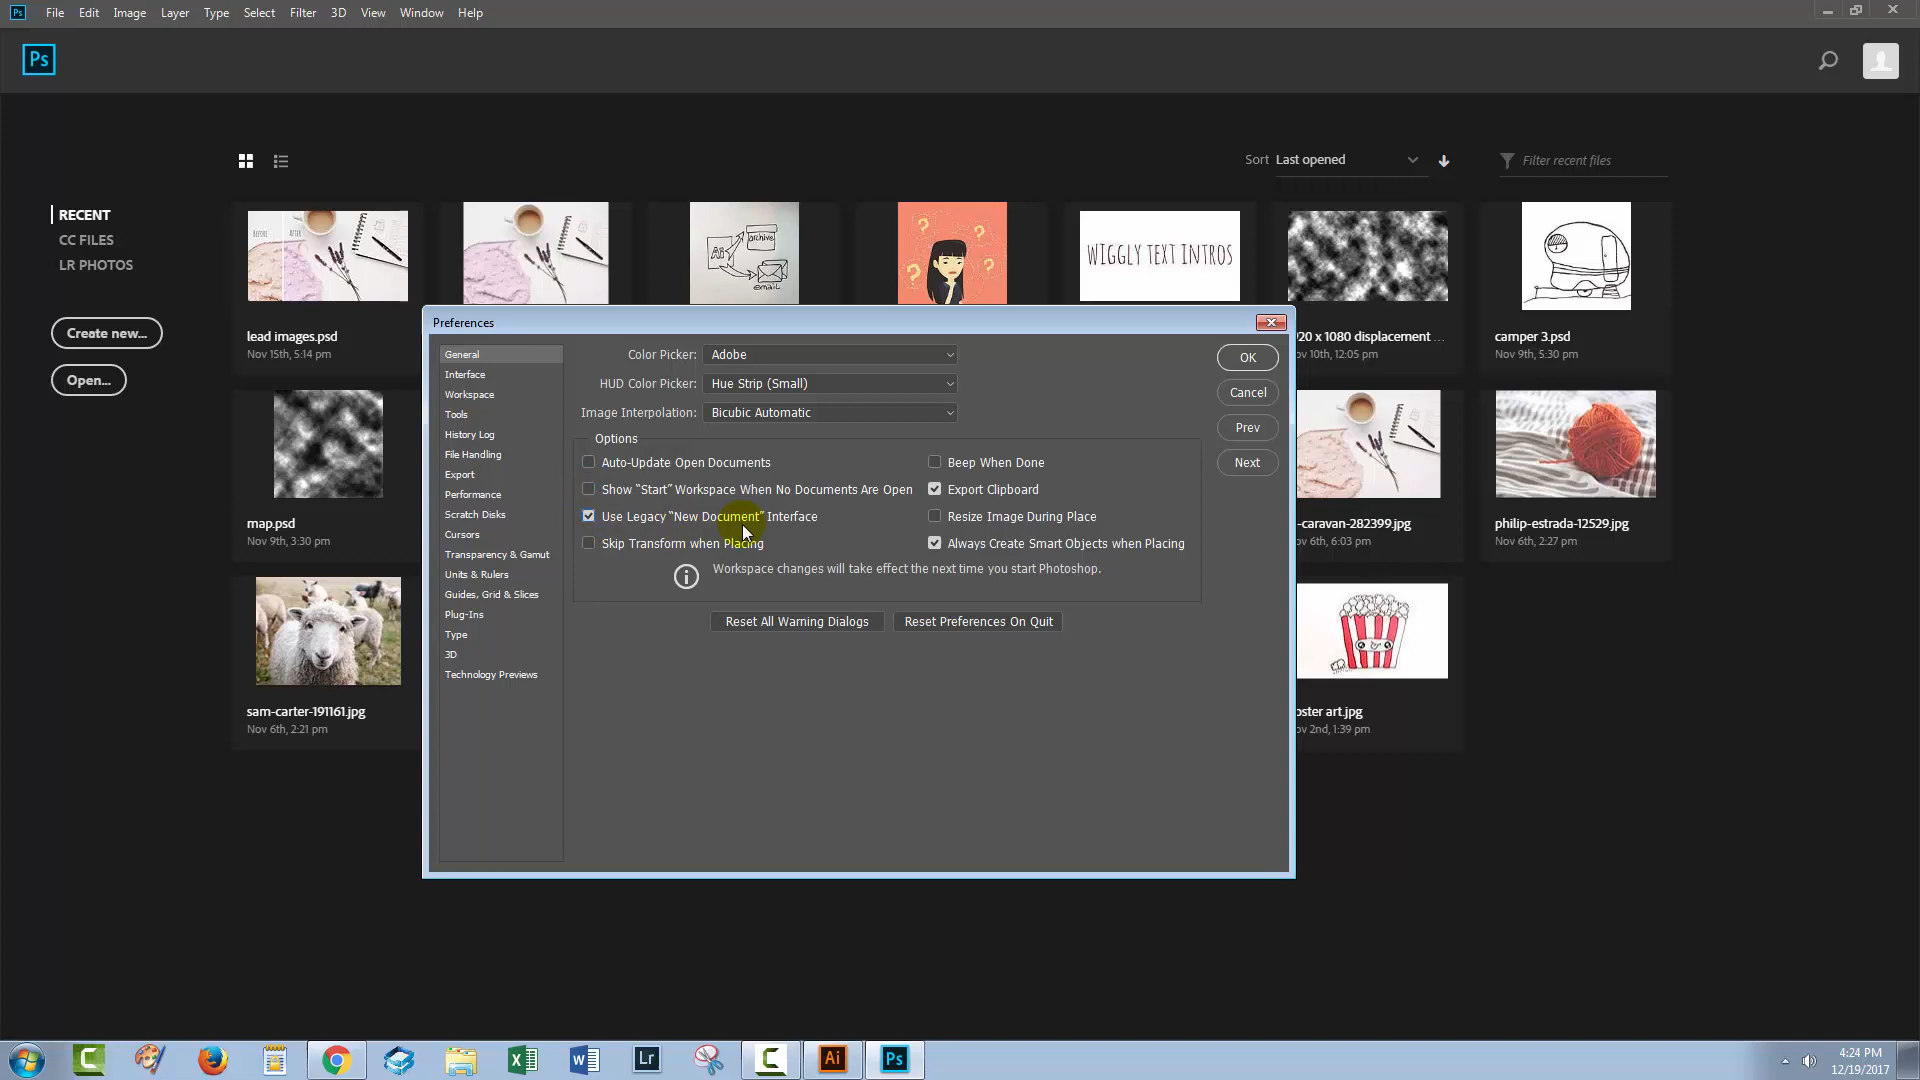 Ps File Edit Image Layer Type Select Filter 3D View Window Help
Ps
Sort Last opened Filter recent files
RECENT
CC FILES
LR PHOTOS
Create new...
Open...
BEFORE AFTER
Ai archive
email
? ? ? ?
WIGGLY TEXT INTROS
lead images.psd
Nov 15th, 5:14 pm
20 x 1080 displacement ...
ov 10th, 12:05 pm
camper 3.psd
Nov 9th, 5:30 pm
map.psd
Nov 9th, 3:30 pm
-caravan-282399.jpg
ov 6th, 6:03 pm
philip-estrada-12529.jpg
Nov 6th, 2:27 pm
sam-carter-191161.jpg
Nov 6th, 2:21 pm
oster art.jpg
ov 2nd, 1:39 pm
Preferences
General
Interface
Workspace
Tools
History Log
File Handling
Export
Performance
Scratch Disks
Cursors
Transparency & Gamut
Units & Rulers
Guides, Grid & Slices
Plug-Ins
Type
3D
Technology Previews
Color Picker: Adobe
HUD Color Picker: Hue Strip (Small)
Image Interpolation: Bicubic Automatic
Options
Auto-Update Open Documents
Show “Start” Workspace When No Documents Are Open
Use Legacy “New Document” Interface
Skip Transform when Placing
Beep When Done
Export Clipboard
Resize Image During Place
Always Create Smart Objects when Placing
Workspace changes will take effect the next time you start Photoshop.
Reset All Warning Dialogs Reset Preferences On Quit
OK
Cancel
Prev
Next
Lr Ai Ps
4:24 PM
12/19/2017